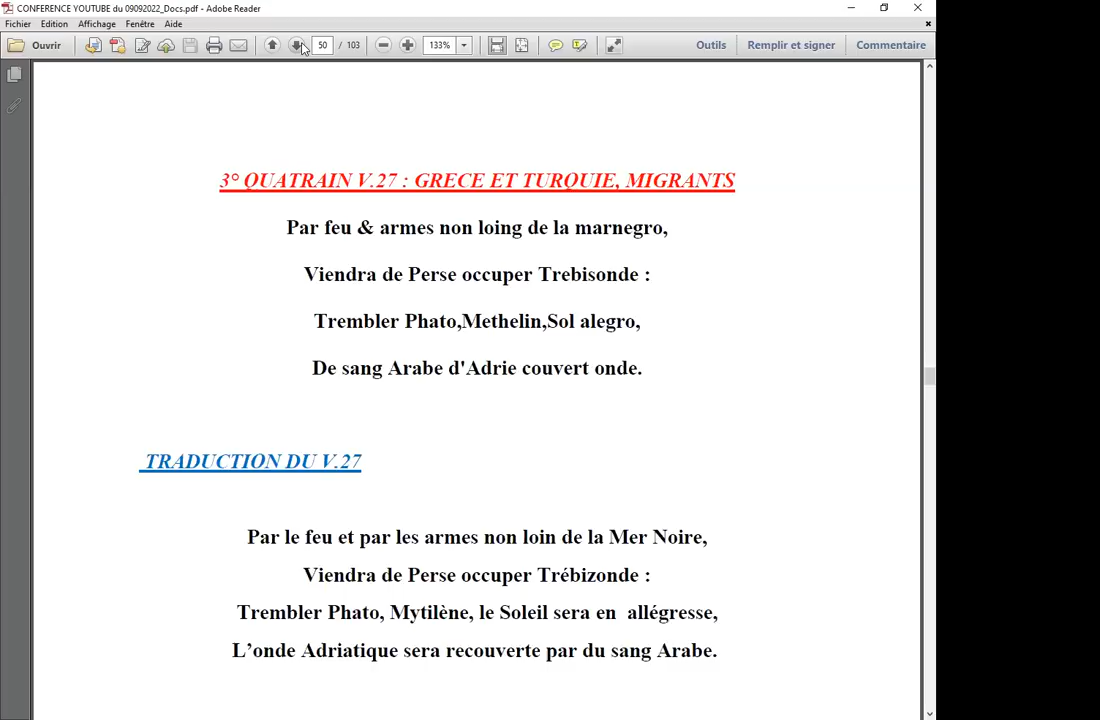 CONFERENCE YOUTUBE du 09092022_Docs.pdf - Adobe Reader
Fichier Edition Affichage Fenêtre Aide
Ouvrir 50 / 103 133% Outils Remplir et signer Commentaire
3° QUATRAIN V.27 : GRECE ET TURQUIE, MIGRANTS
Par feu & armes non loing de la marnegro,
Viendra de Perse occuper Trebisonde :
Trembler Phato,Methelin,Sol alegro,
De sang Arabe d'Adrie couvert onde.
TRADUCTION DU V.27
Par le feu et par les armes non loin de la Mer Noire,
Viendra de Perse occuper Trébizonde :
Trembler Phato, Mytilène, le Soleil sera en allégresse,
L’onde Adriatique sera recouverte par du sang Arabe.